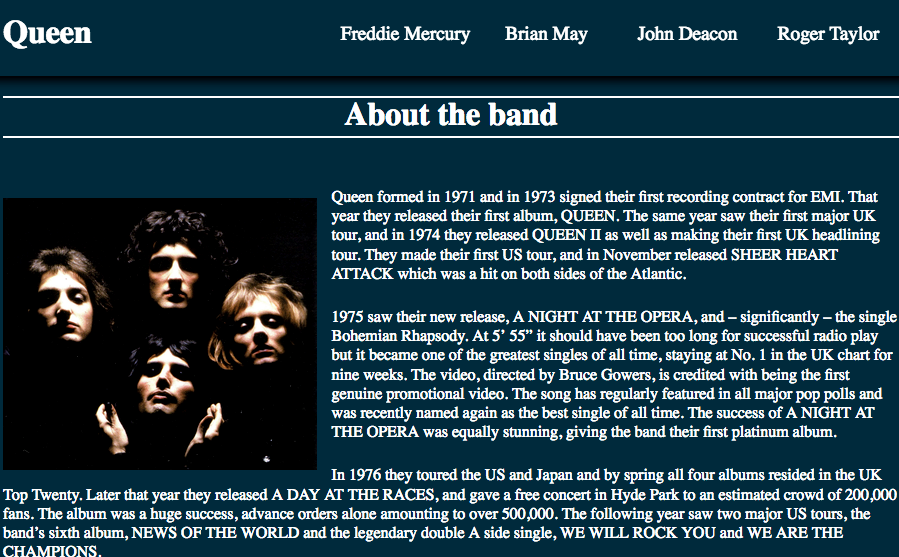 Queen Freddie Mercury Brian May John Deacon Roger Taylor
About the band
Queen formed in 1971 and in 1973 signed their first recording contract for EMI. That
year they released their first album, QUEEN. The same year saw their first major UK
tour, and in 1974 they released QUEEN II as well as making their first UK headlining
tour. They made their first US tour, and in November released SHEER HEART
ATTACK which was a hit on both sides of the Atlantic.
1975 saw their new release, A NIGHT AT THE OPERA, and – significantly – the single
Bohemian Rhapsody. At 5’ 55” it should have been too long for successful radio play
but it became one of the greatest singles of all time, staying at No. 1 in the UK chart for
nine weeks. The video, directed by Bruce Gowers, is credited with being the first
genuine promotional video. The song has regularly featured in all major pop polls and
was recently named again as the best single of all time. The success of A NIGHT AT
THE OPERA was equally stunning, giving the band their first platinum album.
In 1976 they toured the US and Japan and by spring all four albums resided in the UK
Top Twenty. Later that year they released A DAY AT THE RACES, and gave a free concert in Hyde Park to an estimated crowd of 200,000
fans. The album was a huge success, advance orders alone amounting to over 500,000. The following year saw two major US tours, the
band’s sixth album, NEWS OF THE WORLD and the legendary double A side single, WE WILL ROCK YOU and WE ARE THE
CHAMPIONS.